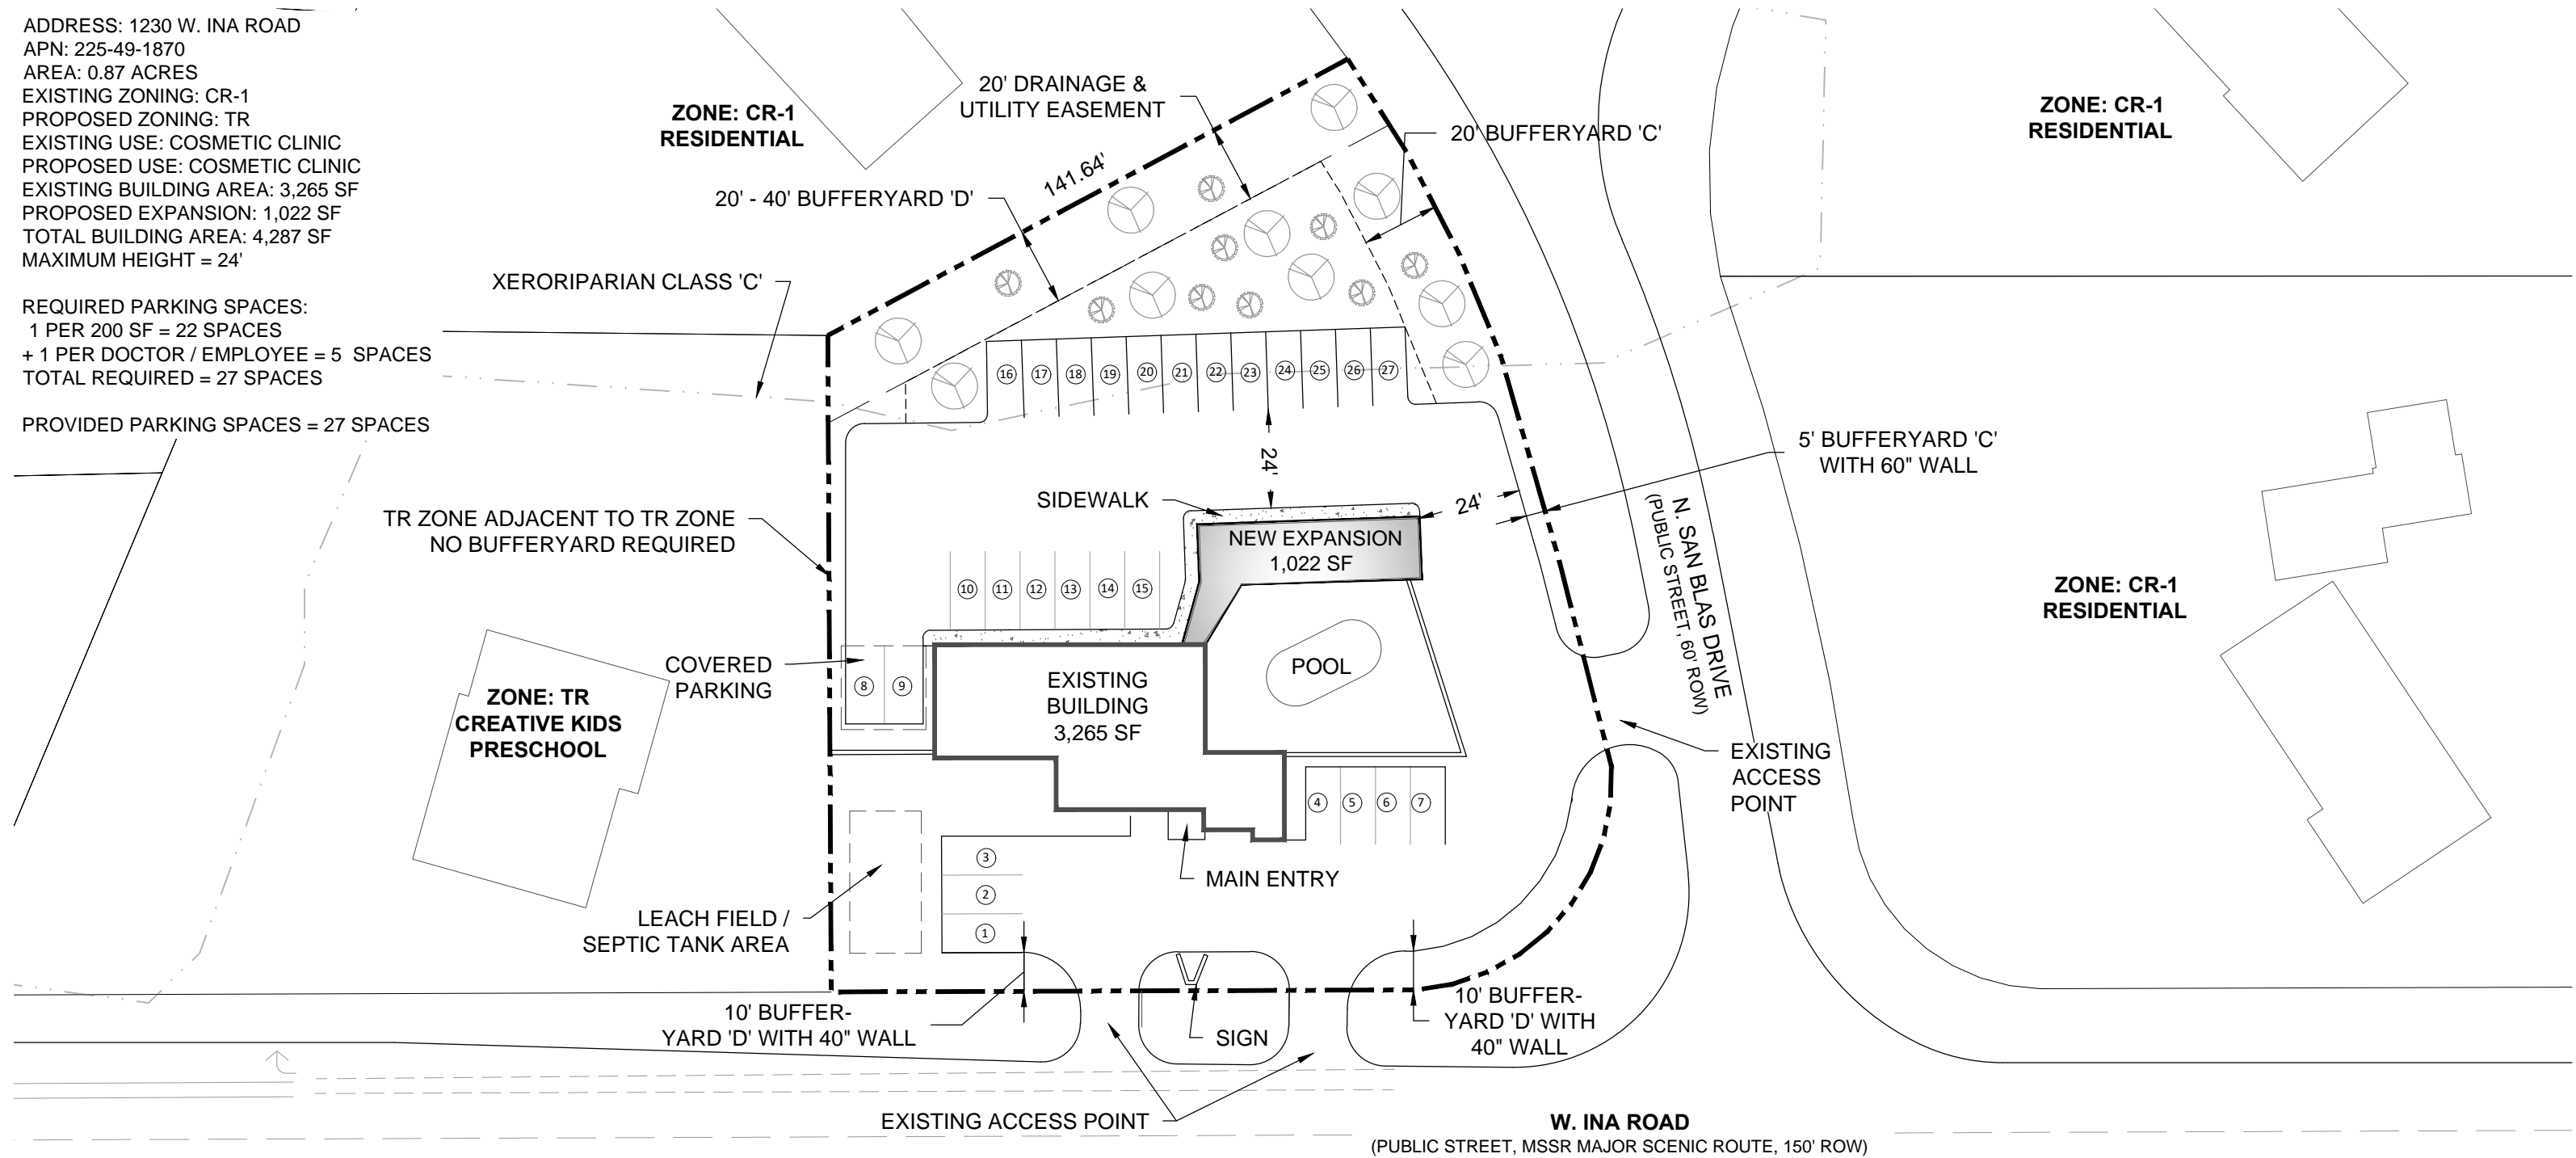 ADDRESS: 1230 W. INA ROAD
APN: 225-49-1870
AREA: 0.87 ACRES
EXISTING ZONING: CR-1
PROPOSED ZONING: TR
EXISTING USE: COSMETIC CLINIC
PROPOSED USE: COSMETIC CLINIC
EXISTING BUILDING AREA: 3,265 SF
PROPOSED EXPANSION: 1,022 SF
TOTAL BUILDING AREA: 4,287 SF
MAXIMUM HEIGHT = 24'
REQUIRED PARKING SPACES:
1 PER 200 SF = 22 SPACES
+ 1 PER DOCTOR / EMPLOYEE = 5 SPACES
TOTAL REQUIRED = 27 SPACES
PROVIDED PARKING SPACES = 27 SPACES
ZONE: CR-1
RESIDENTIAL
20' DRAINAGE &
UTILITY EASEMENT
20' BUFFERYARD 'C'
ZONE: CR-1
RESIDENTIAL
141.64'
20' - 40' BUFFERYARD 'D'
XERORIPARIAN CLASS 'C'
16 17 18 19 20 21 22 23 24 25 26 27
24'
5' BUFFERYARD 'C'
WITH 60" WALL
SIDEWALK
24'
TR ZONE ADJACENT TO TR ZONE
NO BUFFERYARD REQUIRED
NEW EXPANSION
1,022 SF
N. SAN BLAS DRIVE
(PUBLIC STREET, 60' ROW)
10 11 12 13 14 15
ZONE: CR-1
RESIDENTIAL
COVERED
PARKING
8 9
EXISTING
BUILDING
3,265 SF
POOL
ZONE: TR
CREATIVE KIDS
PRESCHOOL
EXISTING
ACCESS
POINT
4 5 6 7
3
2
1
MAIN ENTRY
LEACH FIELD /
SEPTIC TANK AREA
10' BUFFER-
YARD 'D' WITH 40" WALL
SIGN
10' BUFFER-
YARD 'D' WITH
40" WALL
EXISTING ACCESS POINT
W. INA ROAD
(PUBLIC STREET, MSSR MAJOR SCENIC ROUTE, 150' ROW)